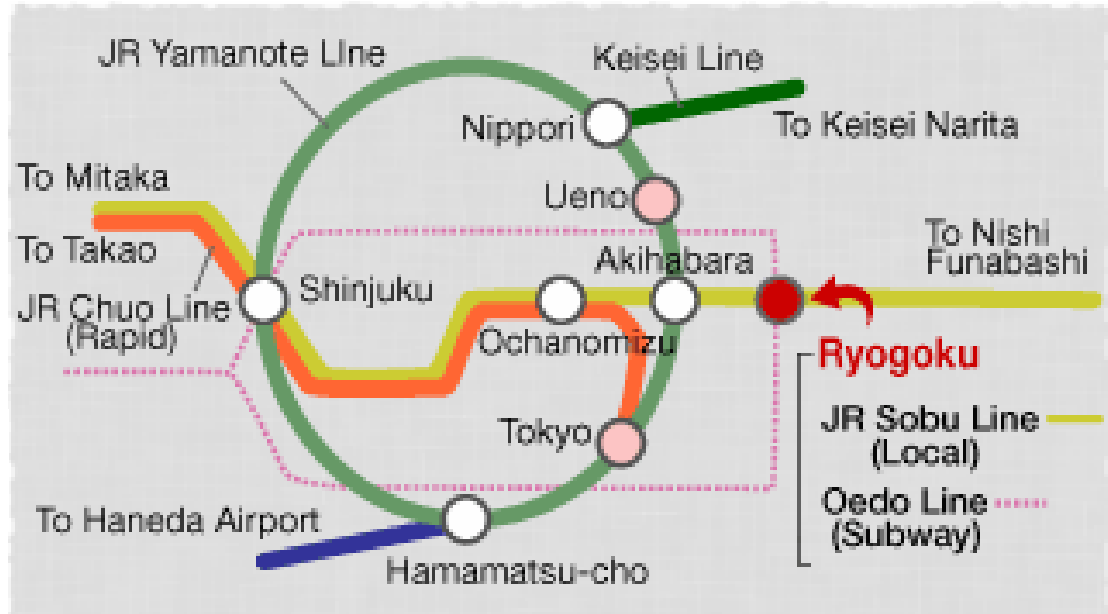 JR Yamanote LIne
Keisei Line
Nippori
To Keisei Narita
To Mitaka
Ueno
To Takao
To Nishi
Funabashi
Akihabara
Shinjuku
JR Chuo Line
(Rapid)
Ochanomizu
Ryogoku
Tokyo
JR Sobu Line
(Local)
Oedo Line
(Subway)
To Haneda Airport
Hamamatsu-cho